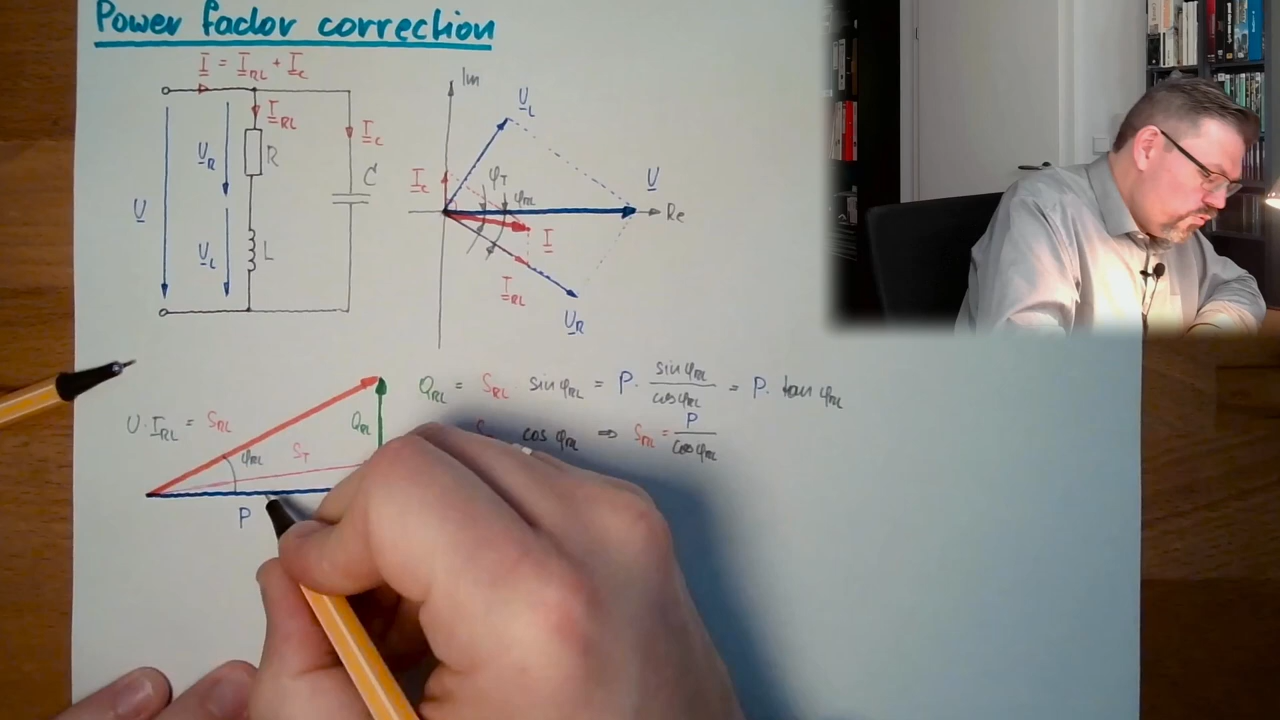 Power factor correction
I = I_RL + I_C
I_RL
I_C
U_R
R
C
U
U_L
L
Im
U_L
U
I_C
φ_T
φ_RL
Re
I
I_RL
U_R
Q_RL = S_RL · sin φ_RL = P · sin φ_RL / cos φ_RL = P · tan φ_RL
cos φ_RL ⇒ S_RL = P / cos φ_RL
U · I_RL = S_RL
Q_RL
φ_RL
S_T
P